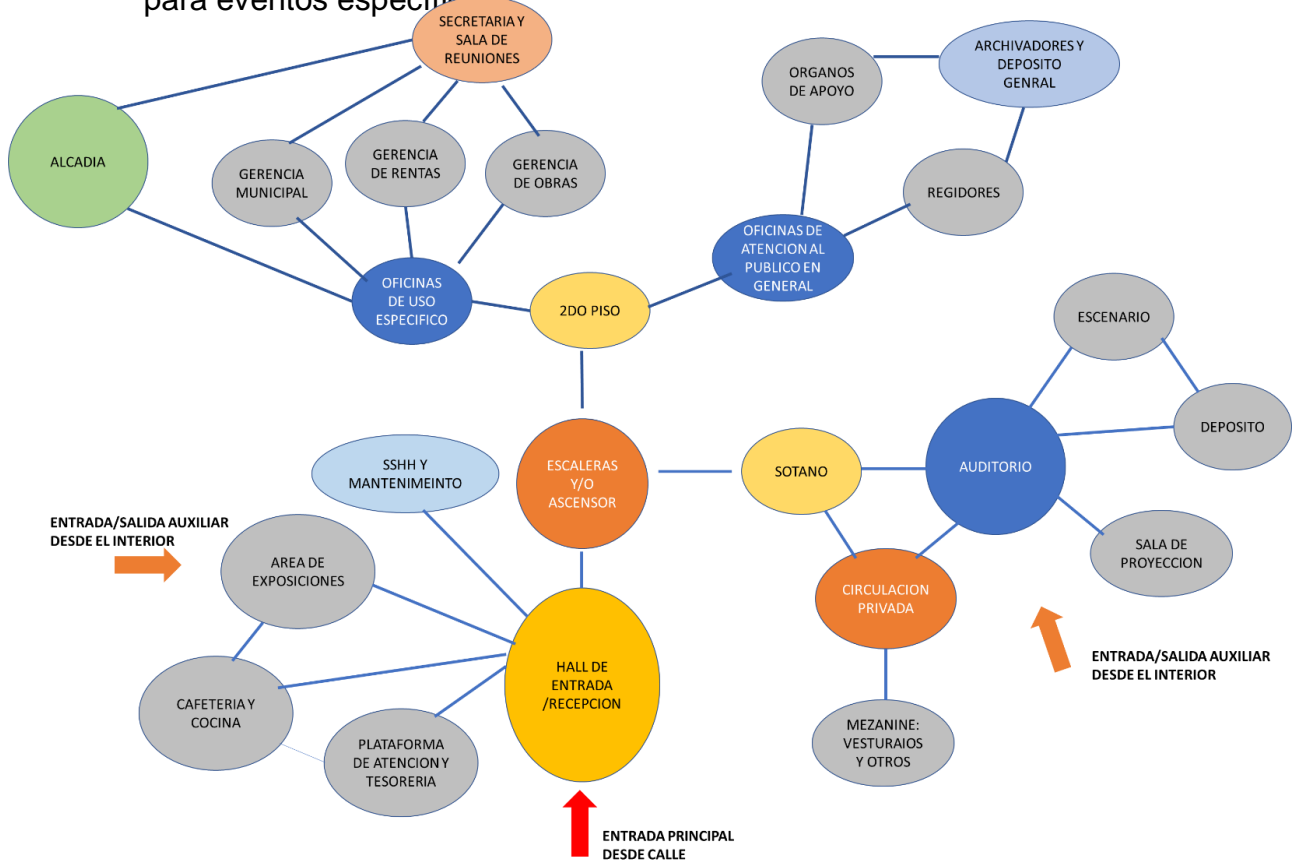 para eventos específi
SECRETARIA Y
SALA DE
REUNIONES
ARCHIVADORES Y
DEPOSITO
GENRAL
ORGANOS
DE APOYO
ALCADIA
GERENCIA
MUNICIPAL
GERENCIA
DE RENTAS
GERENCIA
DE OBRAS
REGIDORES
OFICINAS DE
ATENCION AL
PUBLICO EN
GENERAL
OFICINAS
DE USO
ESPECIFICO
2DO PISO
ESCENARIO
SSHH Y
MANTENIMEINTO
ESCALERAS
Y/O
ASCENSOR
SOTANO
AUDITORIO
DEPOSITO
ENTRADA/SALIDA AUXILIAR
DESDE EL INTERIOR
AREA DE
EXPOSICIONES
SALA DE
PROYECCION
CIRCULACION
PRIVADA
ENTRADA/SALIDA AUXILIAR
DESDE EL INTERIOR
HALL DE
ENTRADA
/RECEPCION
CAFETERIA Y
COCINA
PLATAFORMA
DE ATENCION Y
TESORERIA
MEZANINE:
VESTURAIOS
Y OTROS
ENTRADA PRINCIPAL
DESDE CALLE